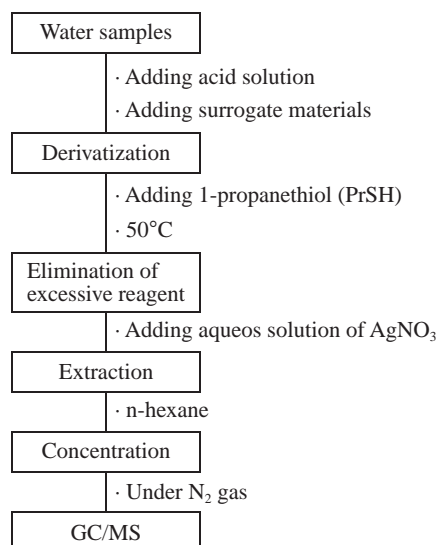 Water samples
· Adding acid solution
· Adding surrogate materials
Derivatization
· Adding 1-propanethiol (PrSH)
· 50°C
Elimination of
excessive reagent
· Adding aqueos solution of AgNO₃
Extraction
· n-hexane
Concentration
· Under N₂ gas
GC/MS